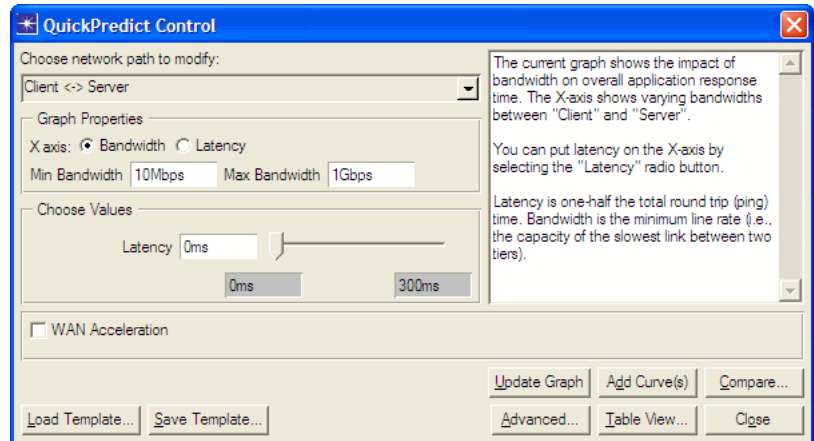 QuickPredict Control
Choose network path to modify:
Client <-> Server
Graph Properties
X axis: Bandwidth Latency
Min Bandwidth 10Mbps Max Bandwidth 1Gbps
Choose Values
Latency 0ms
0ms 300ms
The current graph shows the impact of
bandwidth on overall application response
time. The X-axis shows varying bandwidths
between "Client" and "Server".
You can put latency on the X-axis by
selecting the "Latency" radio button.
Latency is one-half the total round trip (ping)
time. Bandwidth is the minimum line rate (i.e.,
the capacity of the slowest link between two
tiers).
WAN Acceleration
Update Graph Add Curve(s) Compare...
Load Template... Save Template... Advanced... Table View... Close